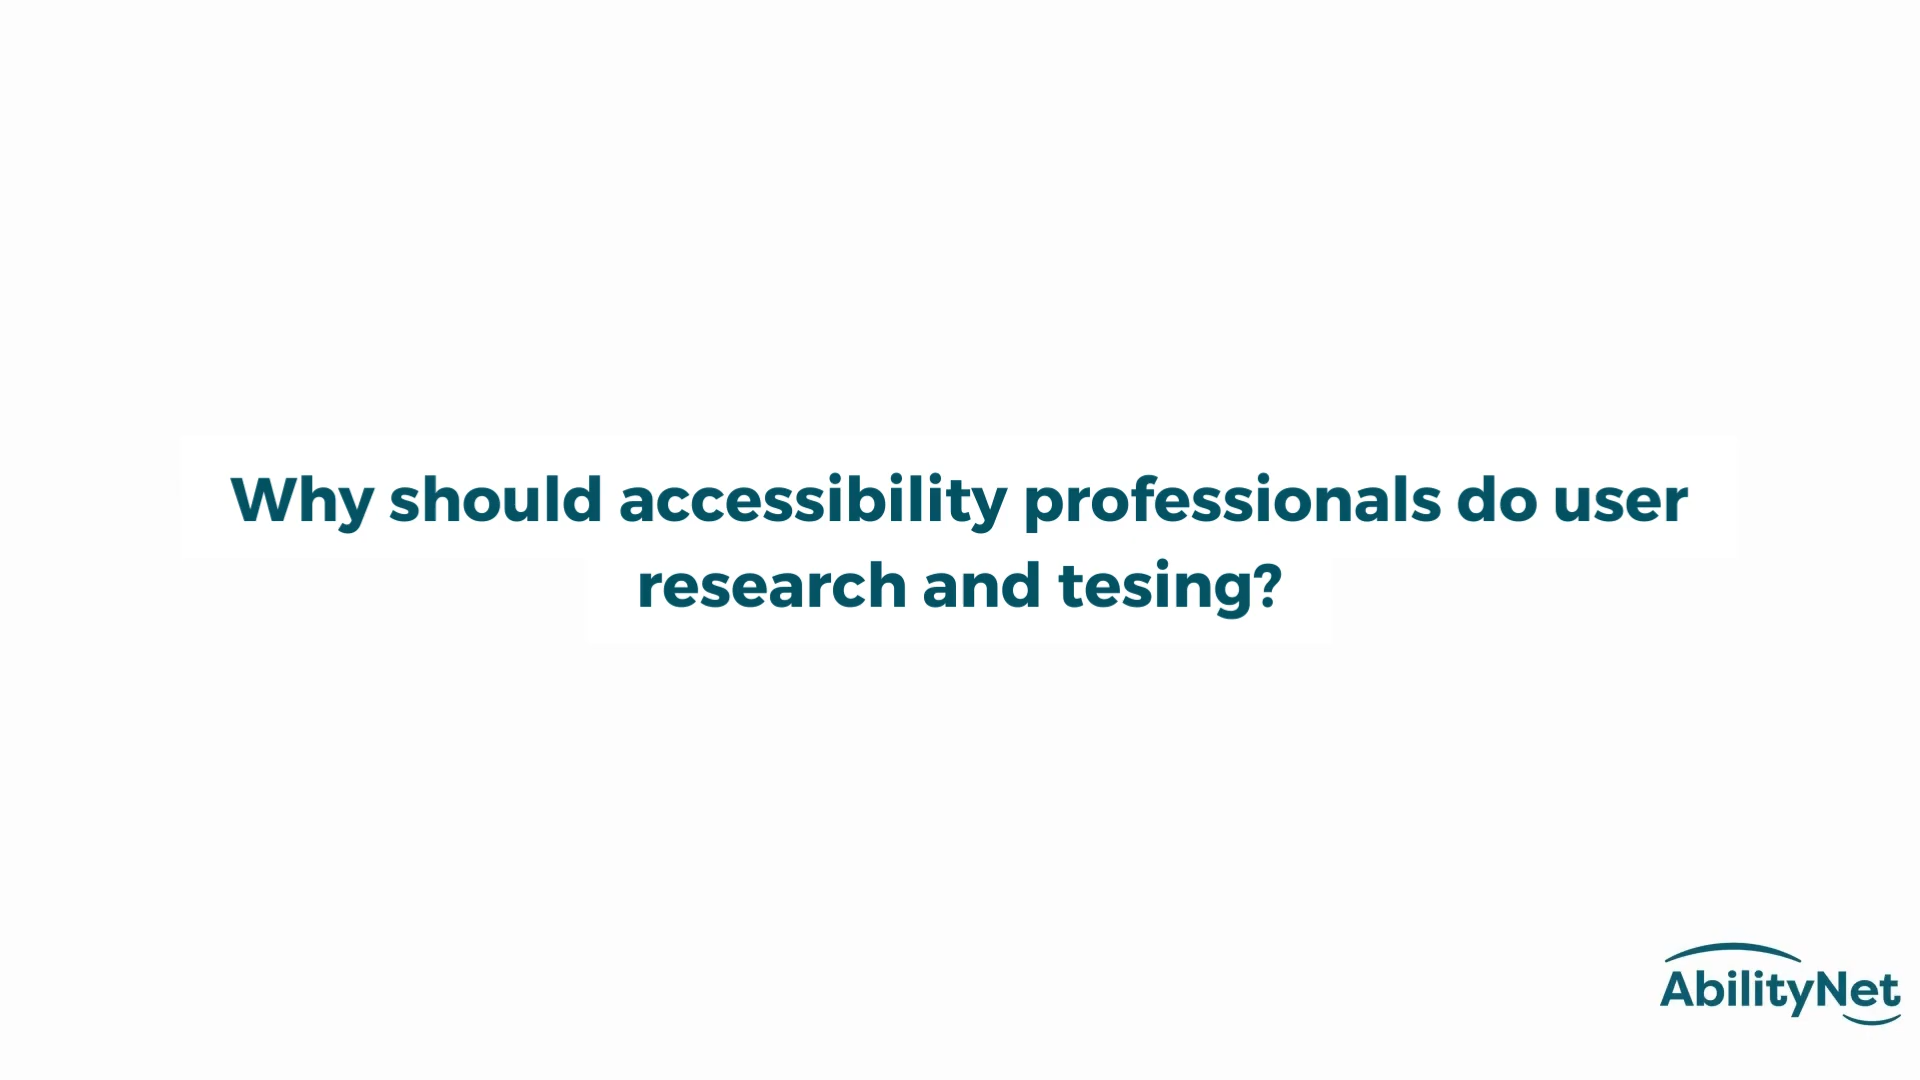 Why should accessibility professionals do user
research and tesing?
AbilityNet